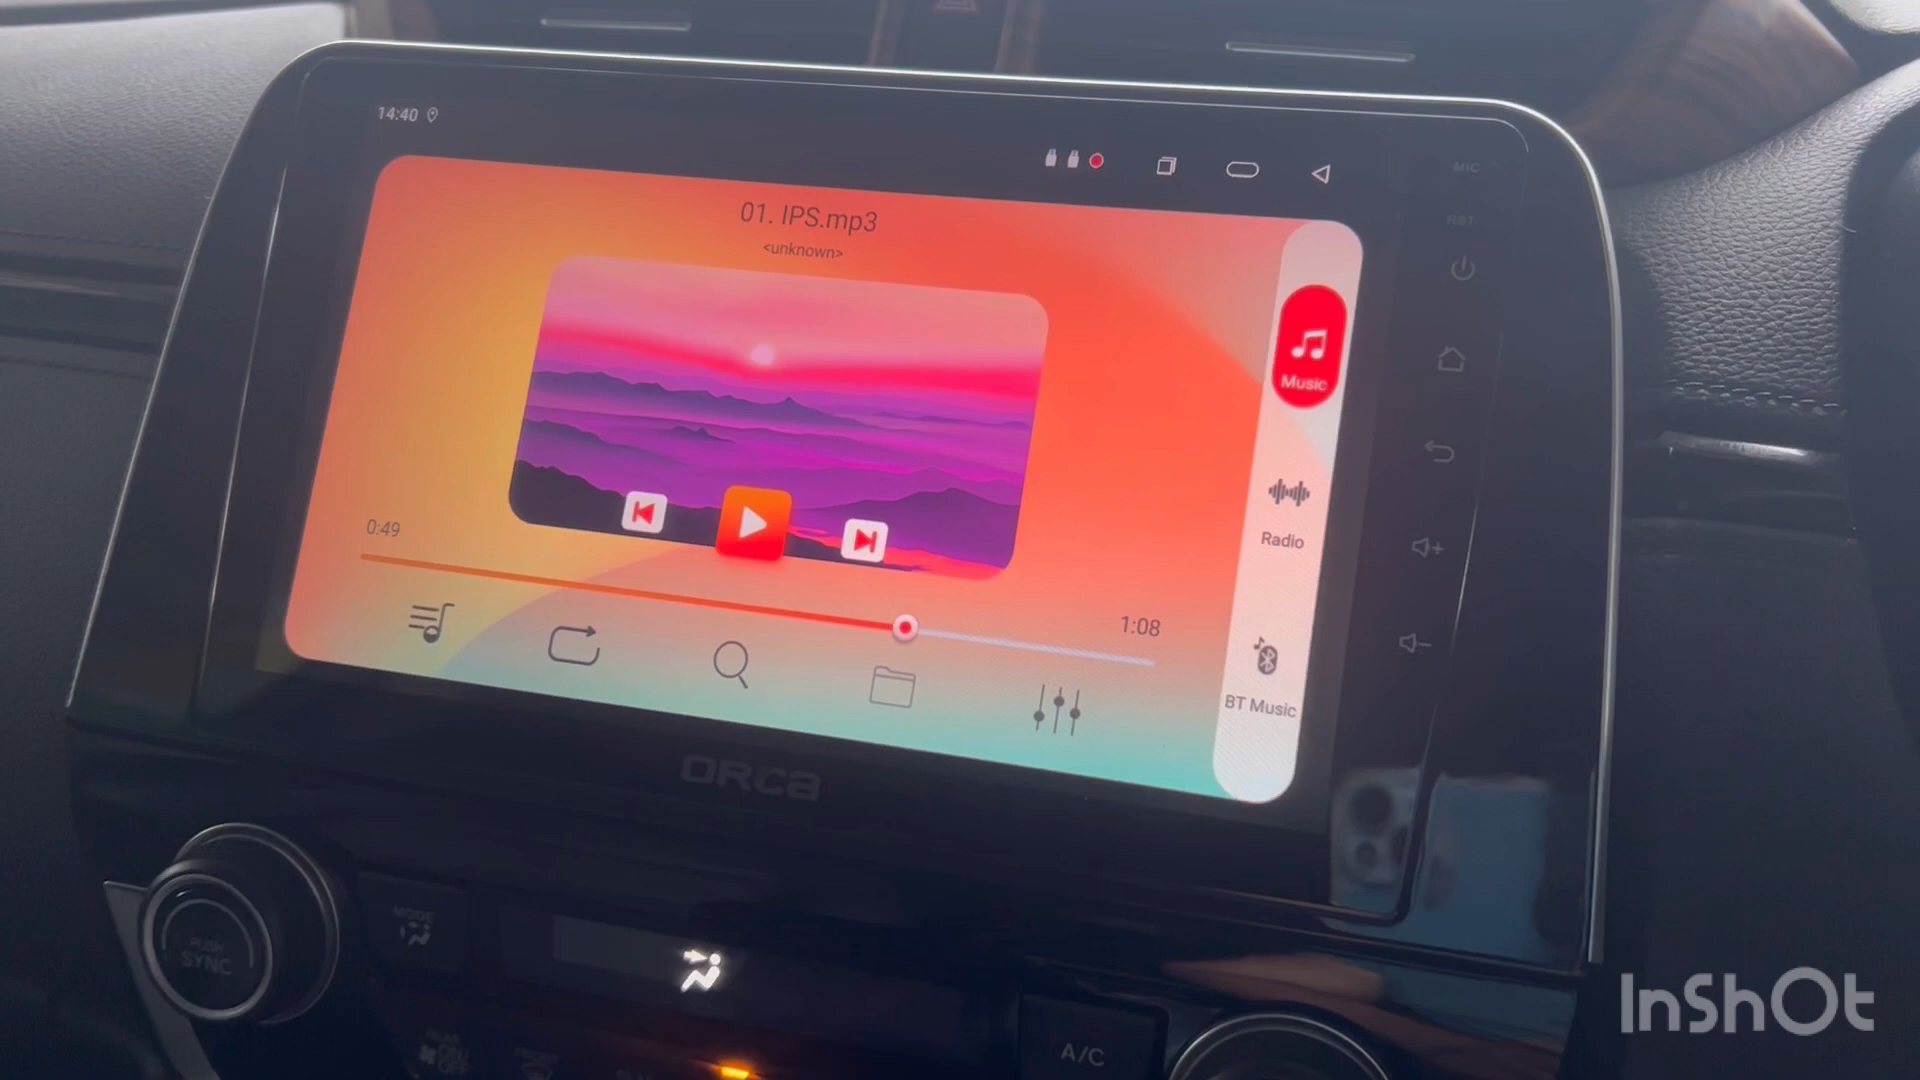 14:40
MIC
01. IPS.mp3
<unknown>
RST
Music
0:49
Radio
1:08
BT Music
ORCA
MODE
PUSH
SYNC
A/C
OFF
InShOt